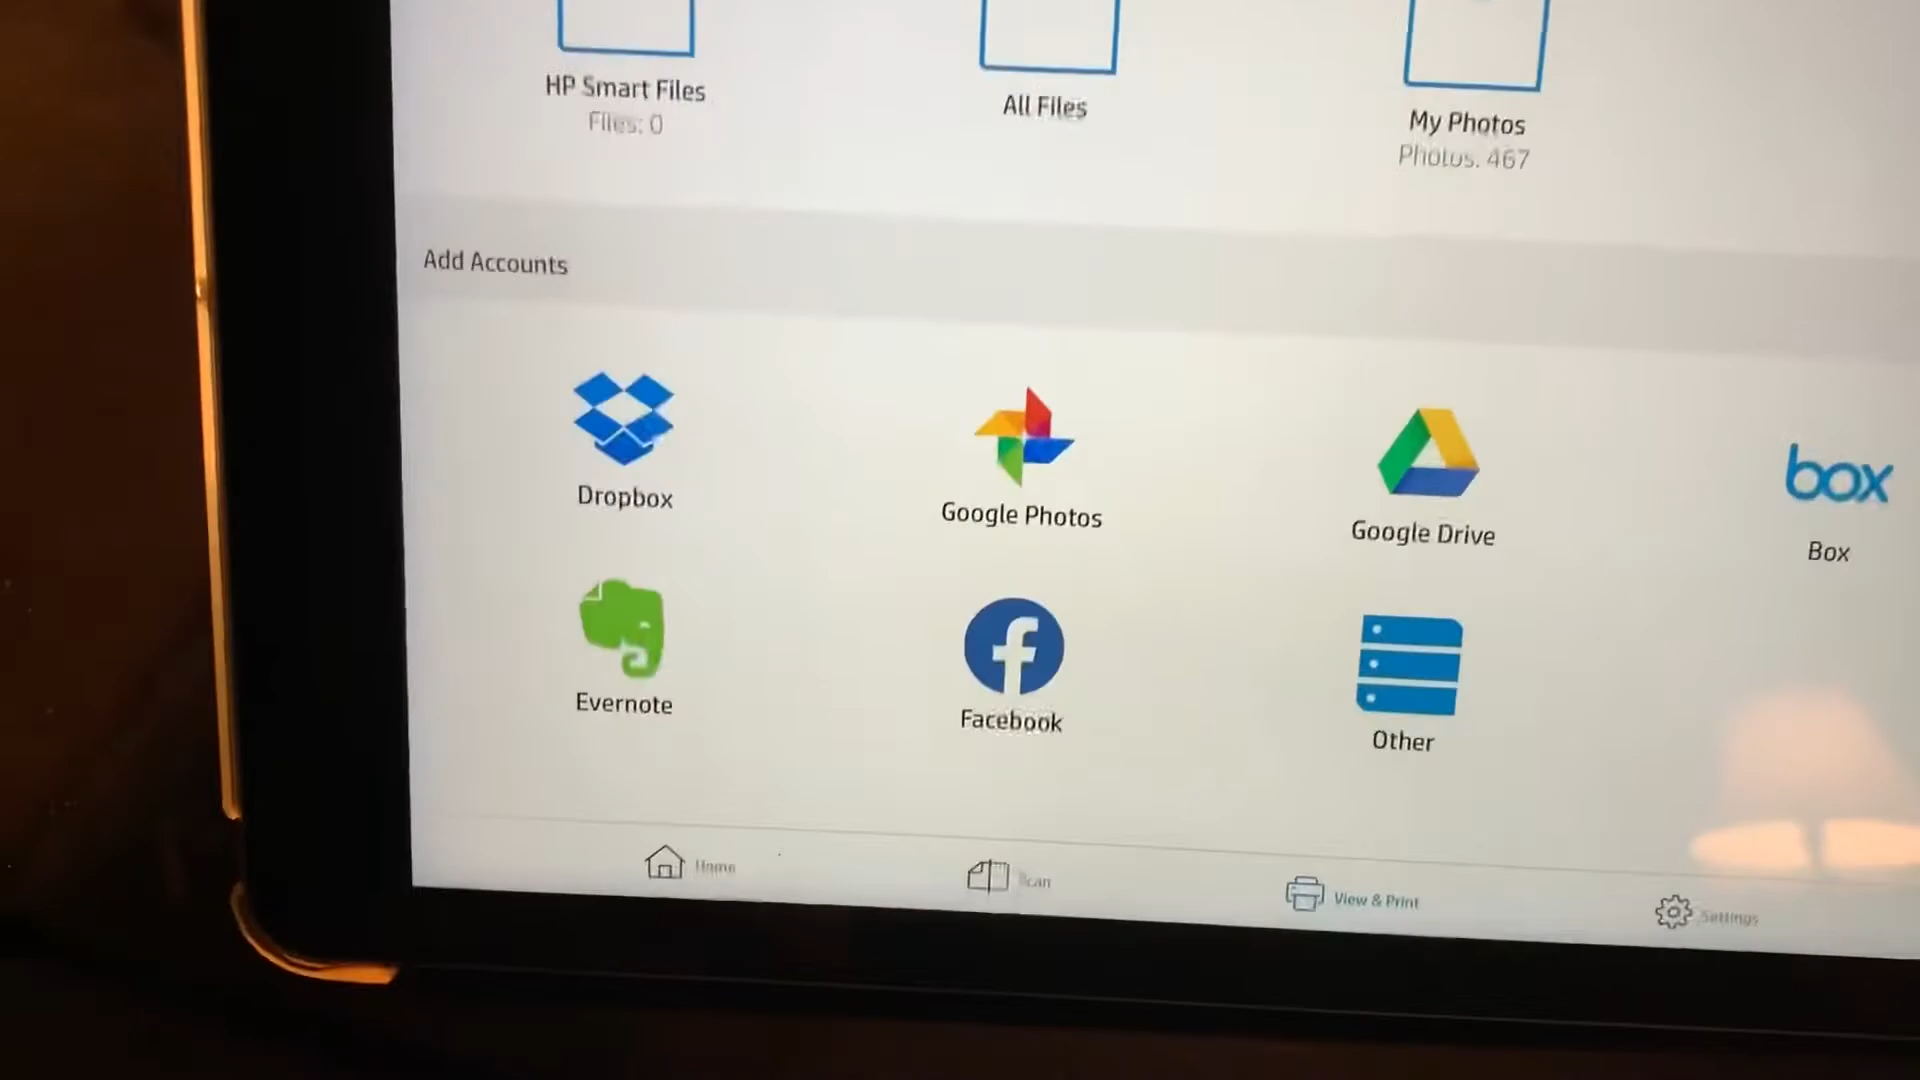 HP Smart Files
Files: 0
All Files
My Photos
Photos: 467
Add Accounts
Dropbox
Google Photos
Google Drive
box
Box
Evernote
Facebook
Other
Home
Scan
View & Print
Settings